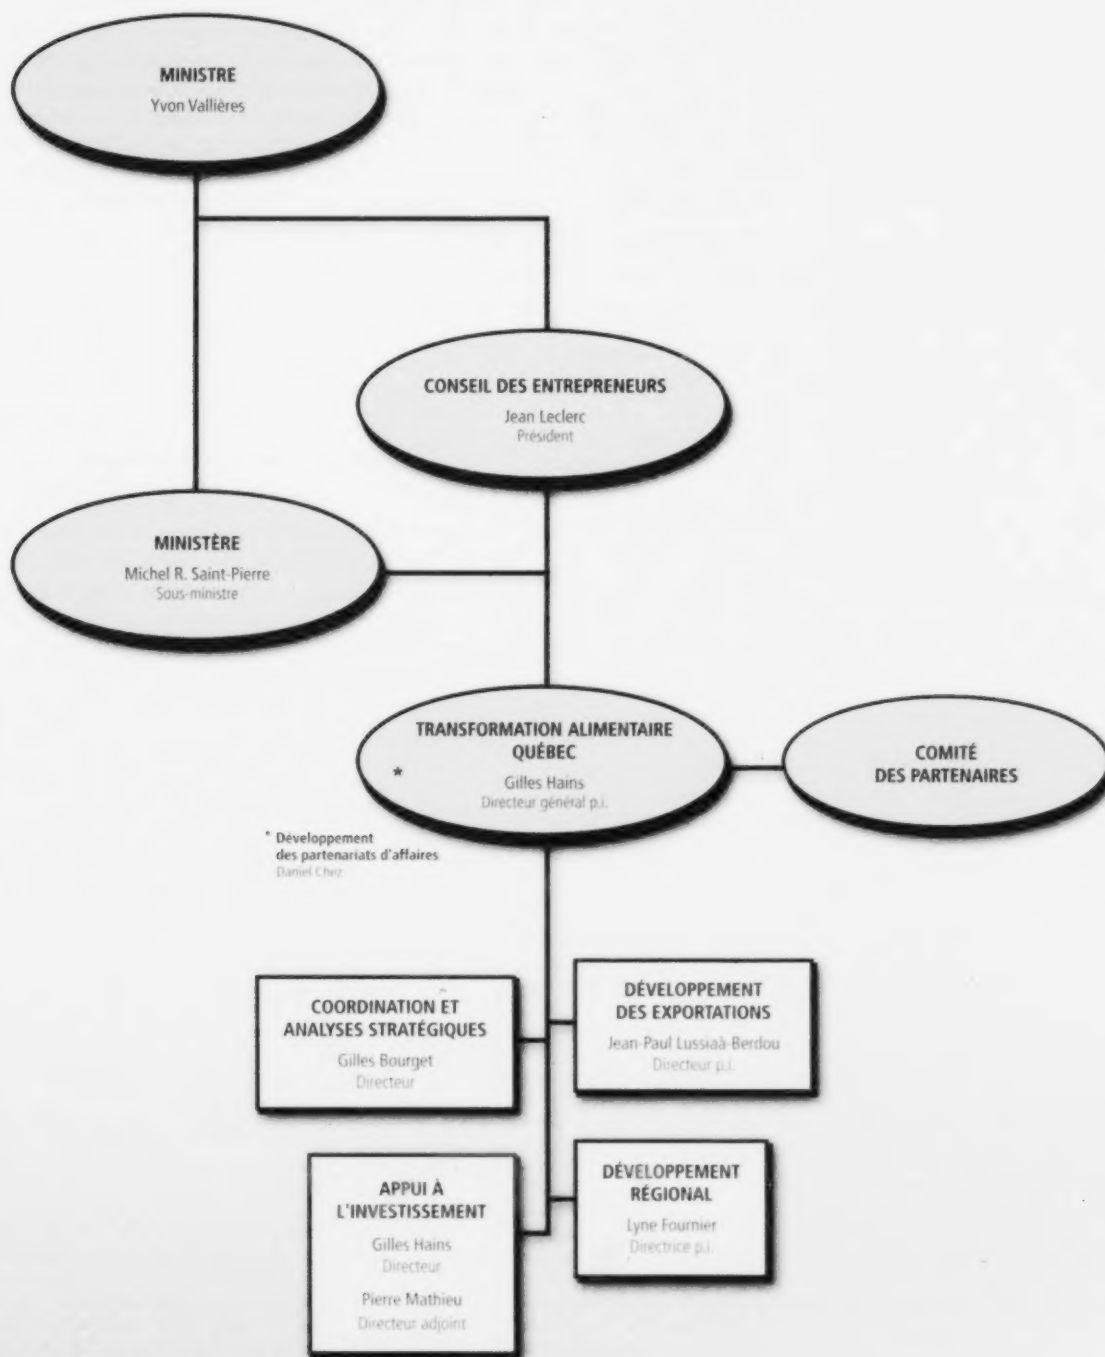 MINISTRE
Yvon Vallières
CONSEIL DES ENTREPRENEURS
Jean Leclerc
Président
MINISTÈRE
Michel R. Saint-Pierre
Sous-ministre
TRANSFORMATION ALIMENTAIRE
QUÉBEC
*
Gilles Hains
Directeur général p.i.
COMITÉ
DES PARTENAIRES
* Développement
des partenariats d'affaires
Daniel Chez
COORDINATION ET
ANALYSES STRATÉGIQUES
Gilles Bourget
Directeur
DÉVELOPPEMENT
DES EXPORTATIONS
Jean-Paul Lussiaà-Berdou
Directeur p.i.
APPUI À
L'INVESTISSEMENT
Gilles Hains
Directeur
Pierre Mathieu
Directeur adjoint
DÉVELOPPEMENT
RÉGIONAL
Lyne Fournier
Directrice p.i.